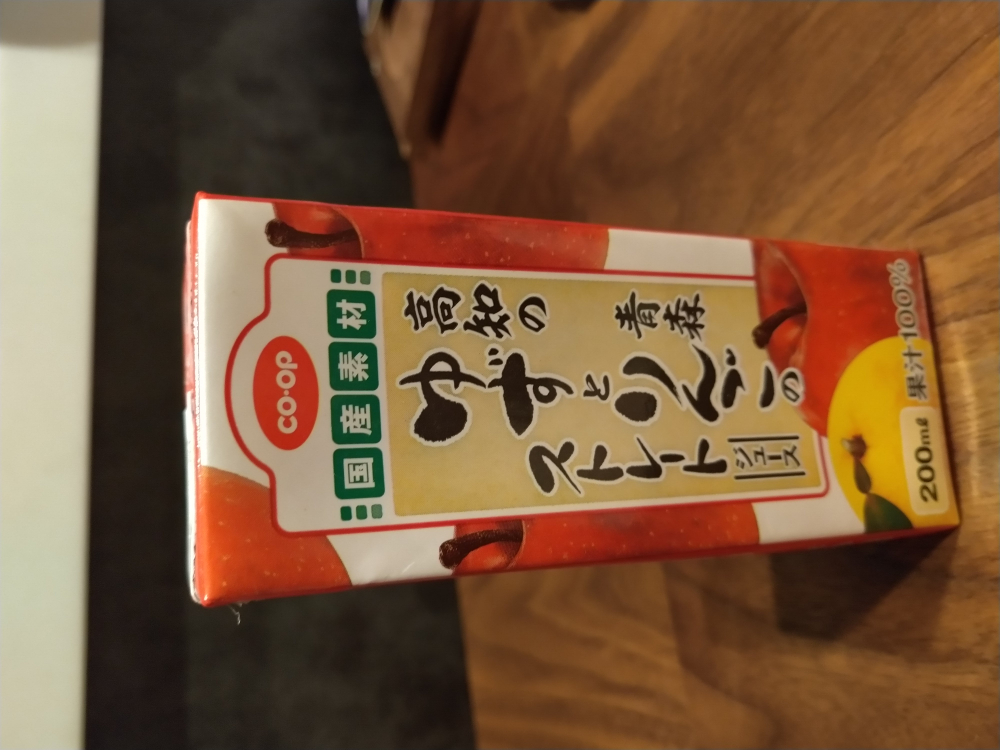 co·op
国産素材
高知の
ゆずと
青森
りんごの
ストレート
ジュース
果汁100%
200ml